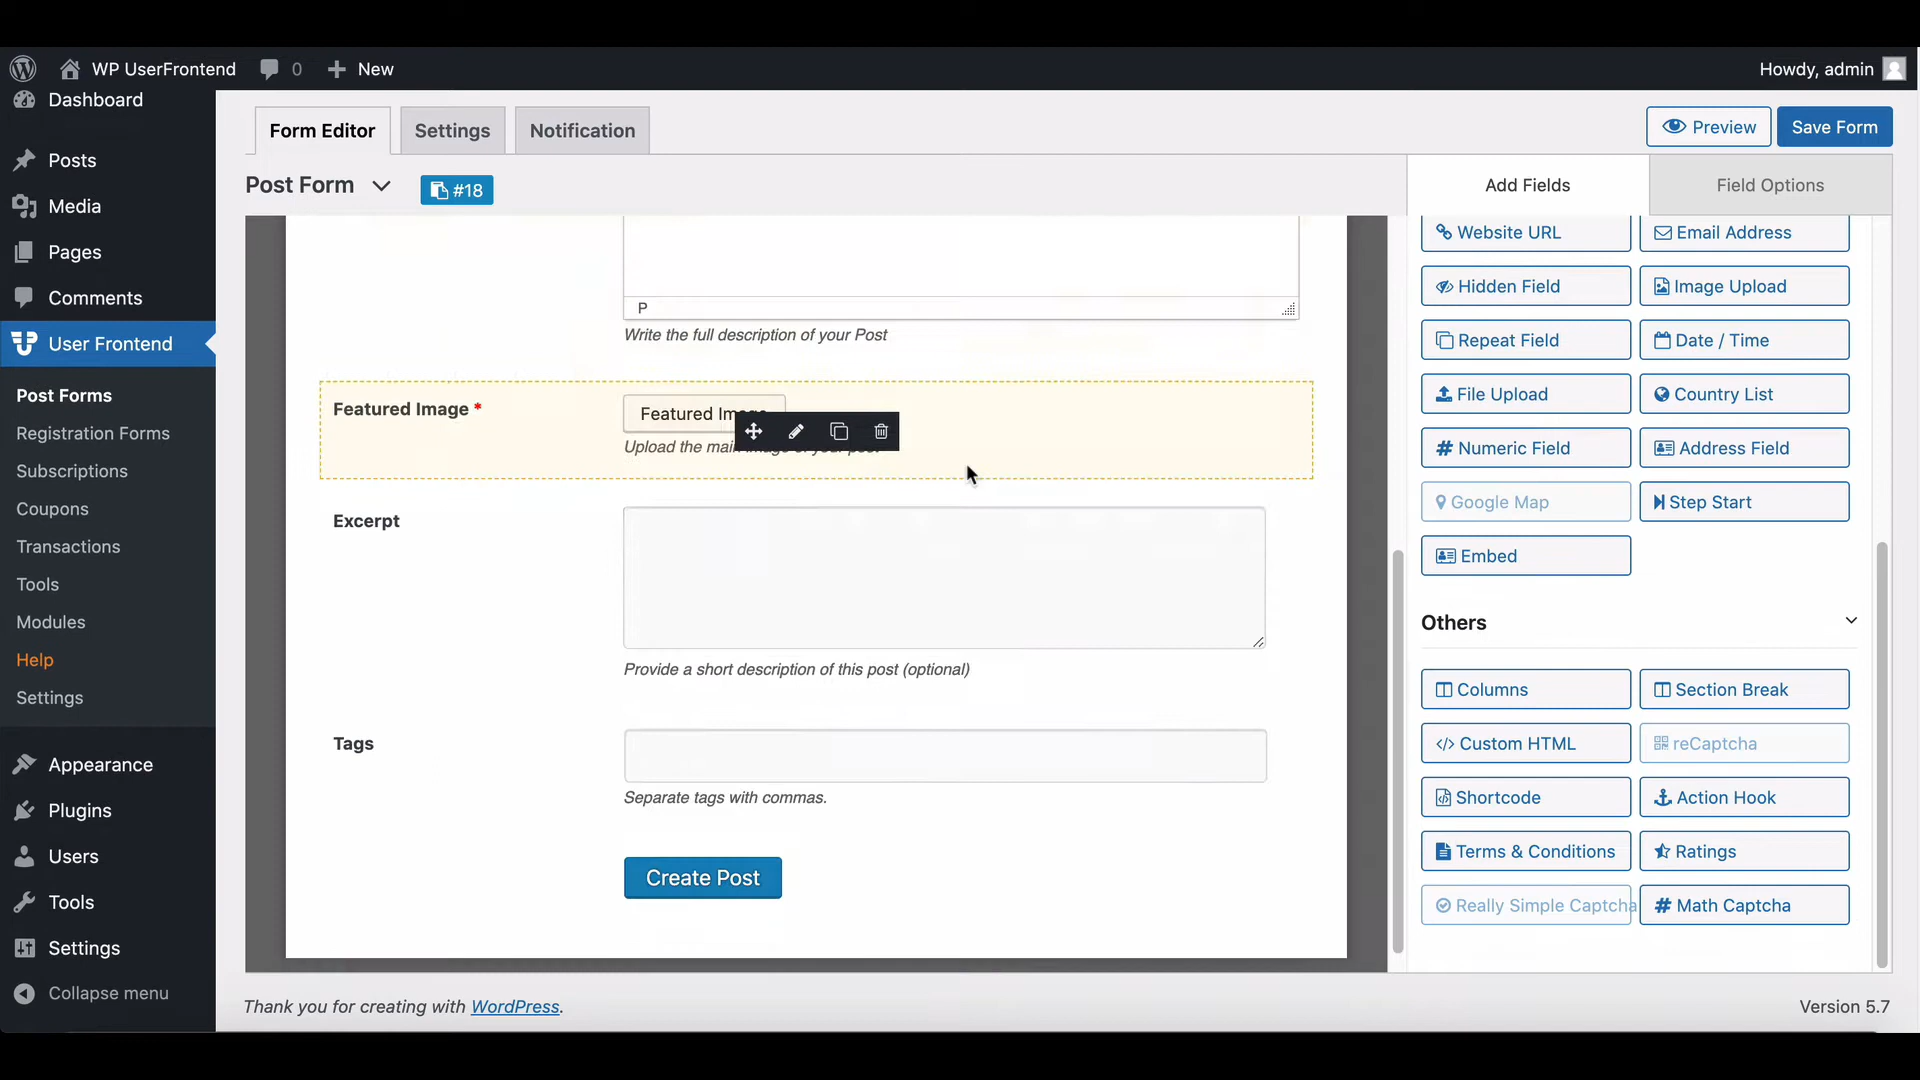 WP UserFrontend 0 New Howdy, admin
Dashboard
Posts
Media
Pages
Comments
User Frontend
Post Forms
Registration Forms
Subscriptions
Coupons
Transactions
Tools
Modules
Help
Settings
Appearance
Plugins
Users
Tools
Settings
Collapse menu
Form Editor Settings Notification
Preview Save Form
Post Form #18
P
Write the full description of your Post
Featured Image *
Featured Image
Upload the main image of your post
Excerpt
Provide a short description of this post (optional)
Tags
Separate tags with commas.
Create Post
Add Fields Field Options
Website URL Email Address
Hidden Field Image Upload
Repeat Field Date / Time
File Upload Country List
# Numeric Field Address Field
Google Map Step Start
Embed
Others
Columns Section Break
</> Custom HTML reCaptcha
Shortcode Action Hook
Terms & Conditions Ratings
Really Simple Captcha # Math Captcha
Thank you for creating with WordPress.
Version 5.7